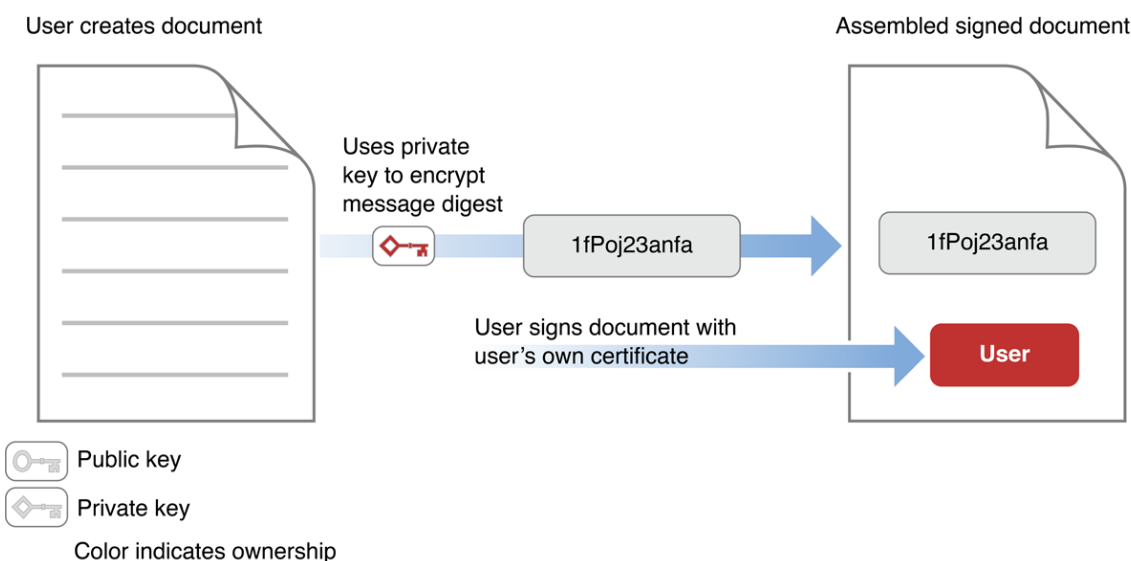 User creates document
Assembled signed document
Uses private
key to encrypt
message digest
1fPoj23anfa
1fPoj23anfa
User signs document with
user’s own certificate
User
Public key
Private key
Color indicates ownership